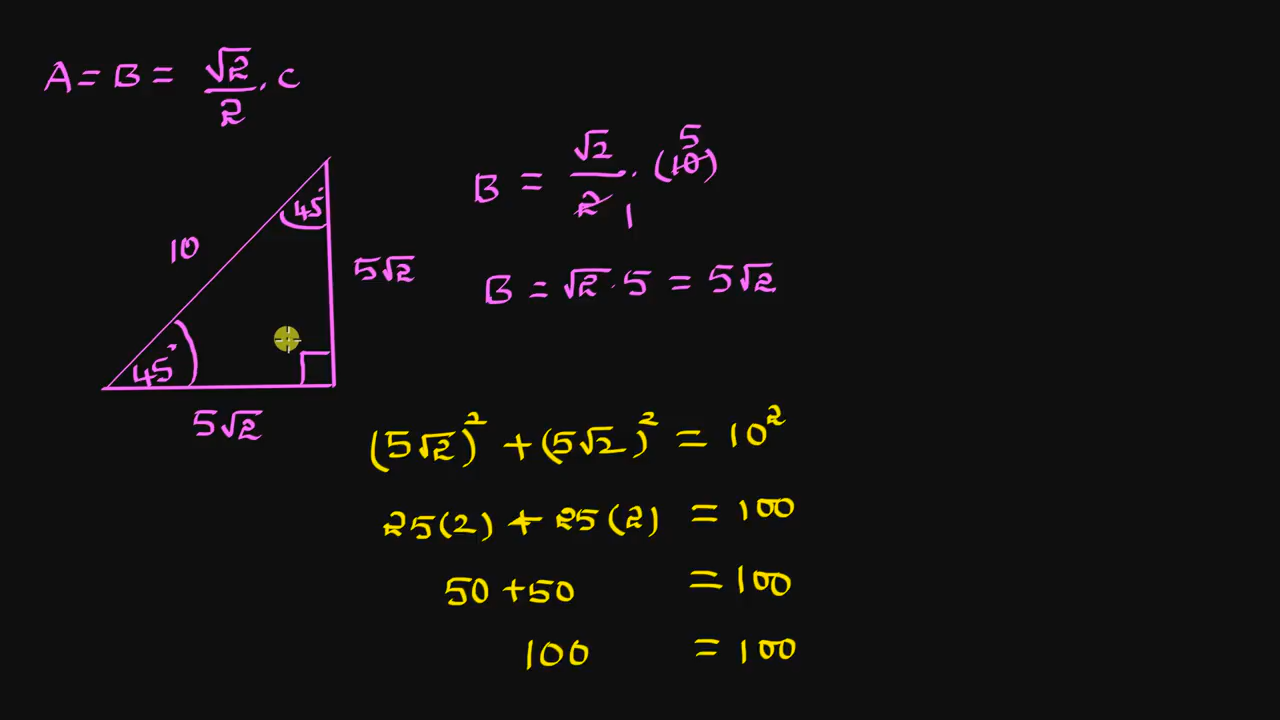 A = B = √2/2 . c
B = √2/2 1 . (10) 5
45°
10
5√2
B = √2 . 5 = 5√2
45°
5√2
(5√2)² + (5√2)² = 10²
25(2) + 25(2) = 100
50 + 50 = 100
100 = 100